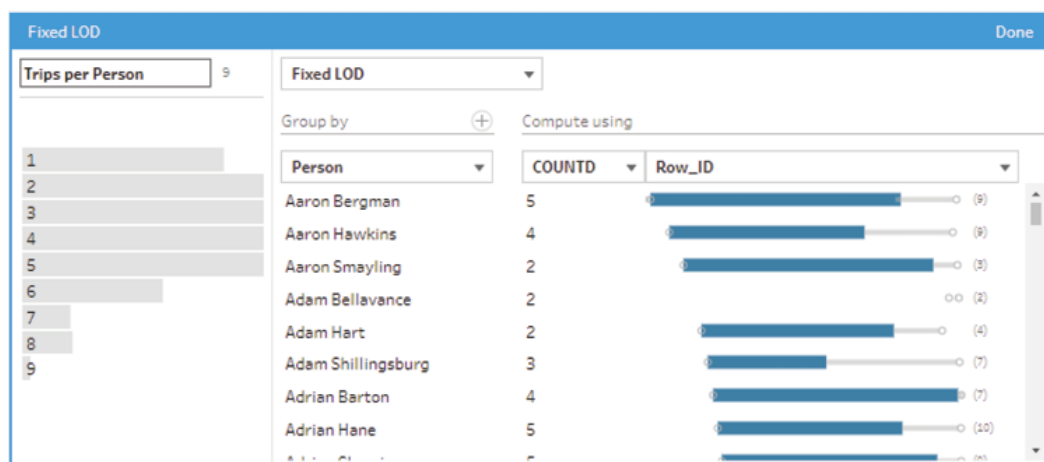 Fixed LOD Done
Trips per Person 9
Fixed LOD
Group by Compute using
Person COUNTD Row_ID
1
2
3
4
5
6
7
8
9
Aaron Bergman 5 (9)
Aaron Hawkins 4 (9)
Aaron Smayling 2 (3)
Adam Bellavance 2 (2)
Adam Hart 2 (4)
Adam Shillingsburg 3 (7)
Adrian Barton 4 (7)
Adrian Hane 5 (10)